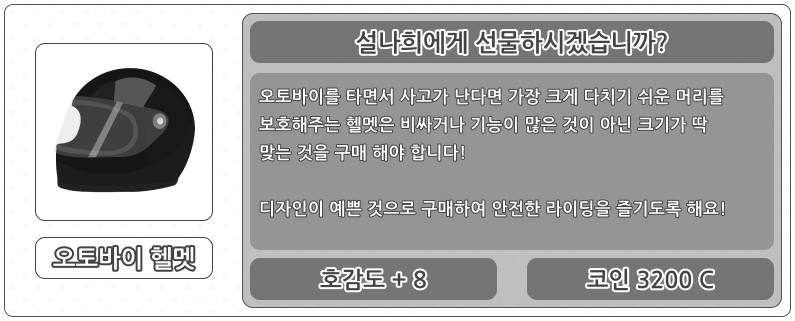 설나희에게 선물하시겠습니까?
오토바이를 타면서 사고가 난다면 가장 크게 다치기 쉬운 머리를
보호해주는 헬멧은 비싸거나 기능이 많은 것이 아닌 크기가 딱
맞는 것을 구매 해야 합니다!
디자인이 예쁜 것으로 구매하여 안전한 라이딩을 즐기도록 해요!
오토바이 헬멧
호감도 + 8
코인 3200 C